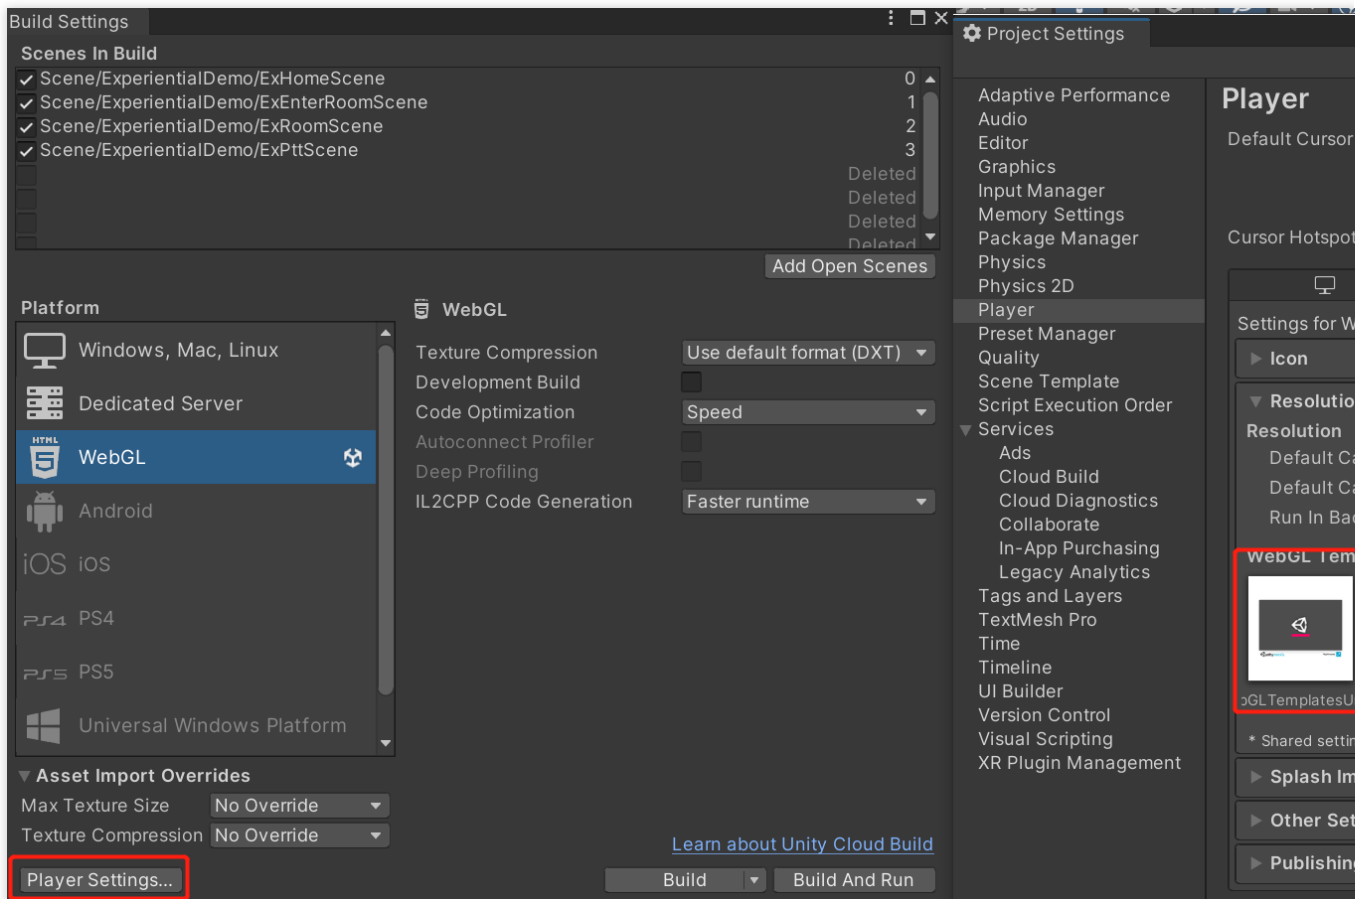 Build Settings
Scenes In Build
Scene/ExperientialDemo/ExHomeScene 0
Scene/ExperientialDemo/ExEnterRoomScene 1
Scene/ExperientialDemo/ExRoomScene 2
Scene/ExperientialDemo/ExPttScene 3
Deleted
Deleted
Deleted
Deleted
Add Open Scenes
Platform
Windows, Mac, Linux
Dedicated Server
HTML
WebGL
Android
iOS iOS
PS4 PS4
PS5 PS5
Universal Windows Platform
WebGL
Texture Compression Use default format (DXT)
Development Build
Code Optimization Speed
Autoconnect Profiler
Deep Profiling
IL2CPP Code Generation Faster runtime
Asset Import Overrides
Max Texture Size No Override
Texture Compression No Override
Learn about Unity Cloud Build
Player Settings...
Build
Build And Run
Project Settings
Adaptive Performance
Audio
Editor
Graphics
Input Manager
Memory Settings
Package Manager
Physics
Physics 2D
Player
Preset Manager
Quality
Scene Template
Script Execution Order
Services
Ads
Cloud Build
Cloud Diagnostics
Collaborate
In-App Purchasing
Legacy Analytics
Tags and Layers
TextMesh Pro
Time
Timeline
UI Builder
Version Control
Visual Scripting
XR Plugin Management
Player
Default Cursor
Cursor Hotspot
Settings for W
Icon
Resolutio
Resolution
Default Ca
Default Ca
Run In Bac
WebGL Tem
GLTemplatesU
* Shared settin
Splash Im
Other Set
Publishing